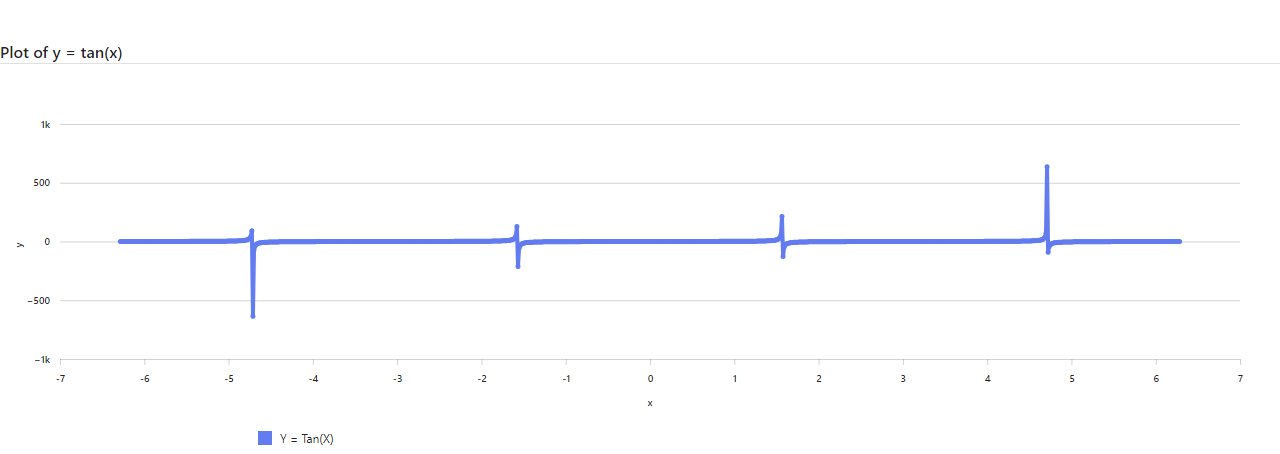 Plot of y = tan(x)
1k
500
0
−500
−1k
y
-7 -6 -5 -4 -3 -2 -1 0 1 2 3 4 5 6 7
x
Y = Tan(X)